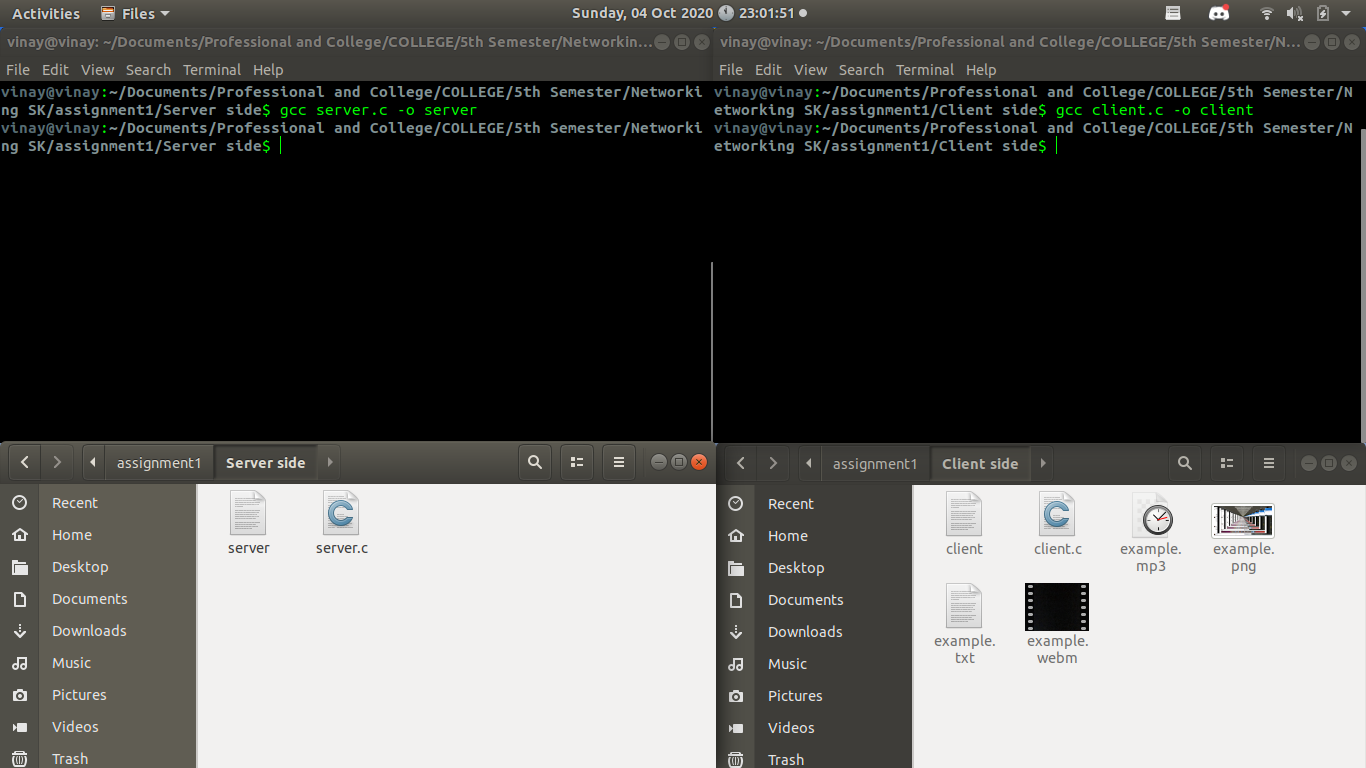 Activities Files Sunday, 04 Oct 2020 23:01:51
vinay@vinay: ~/Documents/Professional and College/COLLEGE/5th Semester/Networkin...
File Edit View Search Terminal Help
vinay@vinay:~/Documents/Professional and College/COLLEGE/5th Semester/Networki
ng SK/assignment1/Server side$ gcc server.c -o server
vinay@vinay:~/Documents/Professional and College/COLLEGE/5th Semester/Networki
ng SK/assignment1/Server side$
vinay@vinay: ~/Documents/Professional and College/COLLEGE/5th Semester/N...
File Edit View Search Terminal Help
vinay@vinay:~/Documents/Professional and College/COLLEGE/5th Semester/N
etworking SK/assignment1/Client side$ gcc client.c -o client
vinay@vinay:~/Documents/Professional and College/COLLEGE/5th Semester/N
etworking SK/assignment1/Client side$
assignment1 Server side
Recent
Home
Desktop
Documents
Downloads
Music
Pictures
Videos
Trash
server server.c
assignment1 Client side
Recent
Home
Desktop
Documents
Downloads
Music
Pictures
Videos
Trash
client client.c example. example.
mp3 png
example. example.
txt webm